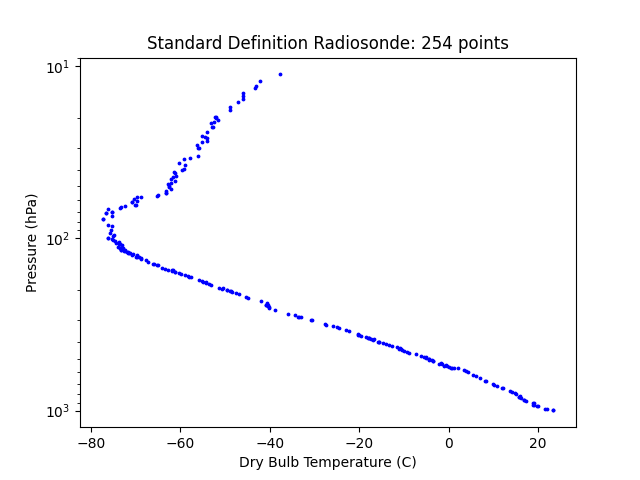 Standard Definition Radiosonde: 254 points
10¹
10²
10³
Pressure (hPa)
−80 −60 −40 −20 0 20
Dry Bulb Temperature (C)